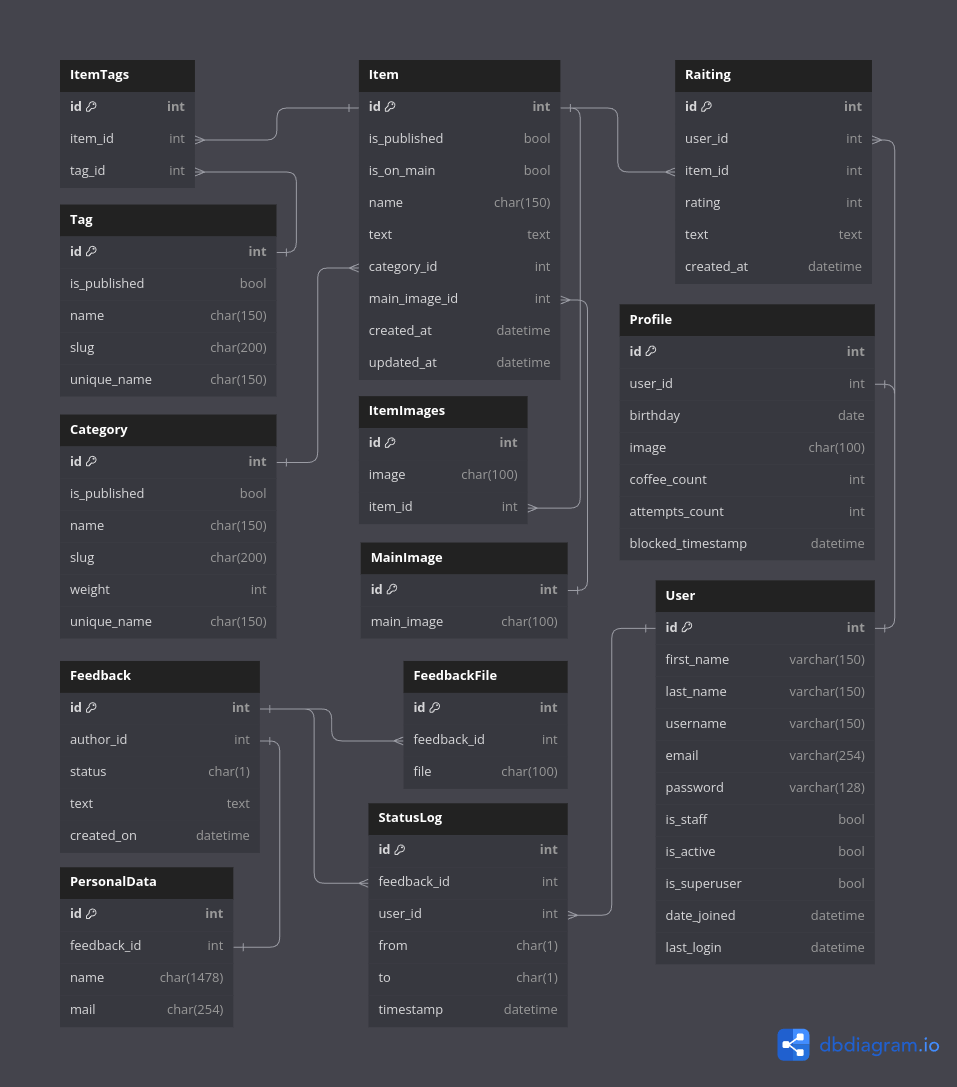 ItemTags
id int
item_id int
tag_id int
Tag
id int
is_published bool
name char(150)
slug char(200)
unique_name char(150)
Category
id int
is_published bool
name char(150)
slug char(200)
weight int
unique_name char(150)
Feedback
id int
author_id int
status char(1)
text text
created_on datetime
PersonalData
id int
feedback_id int
name char(1478)
mail char(254)
Item
id int
is_published bool
is_on_main bool
name char(150)
text text
category_id int
main_image_id int
created_at datetime
updated_at datetime
ItemImages
id int
image char(100)
item_id int
MainImage
id int
main_image char(100)
FeedbackFile
id int
feedback_id int
file char(100)
StatusLog
id int
feedback_id int
user_id int
from char(1)
to char(1)
timestamp datetime
Raiting
id int
user_id int
item_id int
rating int
text text
created_at datetime
Profile
id int
user_id int
birthday date
image char(100)
coffee_count int
attempts_count int
blocked_timestamp datetime
User
id int
first_name varchar(150)
last_name varchar(150)
username varchar(150)
email varchar(254)
password varchar(128)
is_staff bool
is_active bool
is_superuser bool
date_joined datetime
last_login datetime
dbdiagram.io